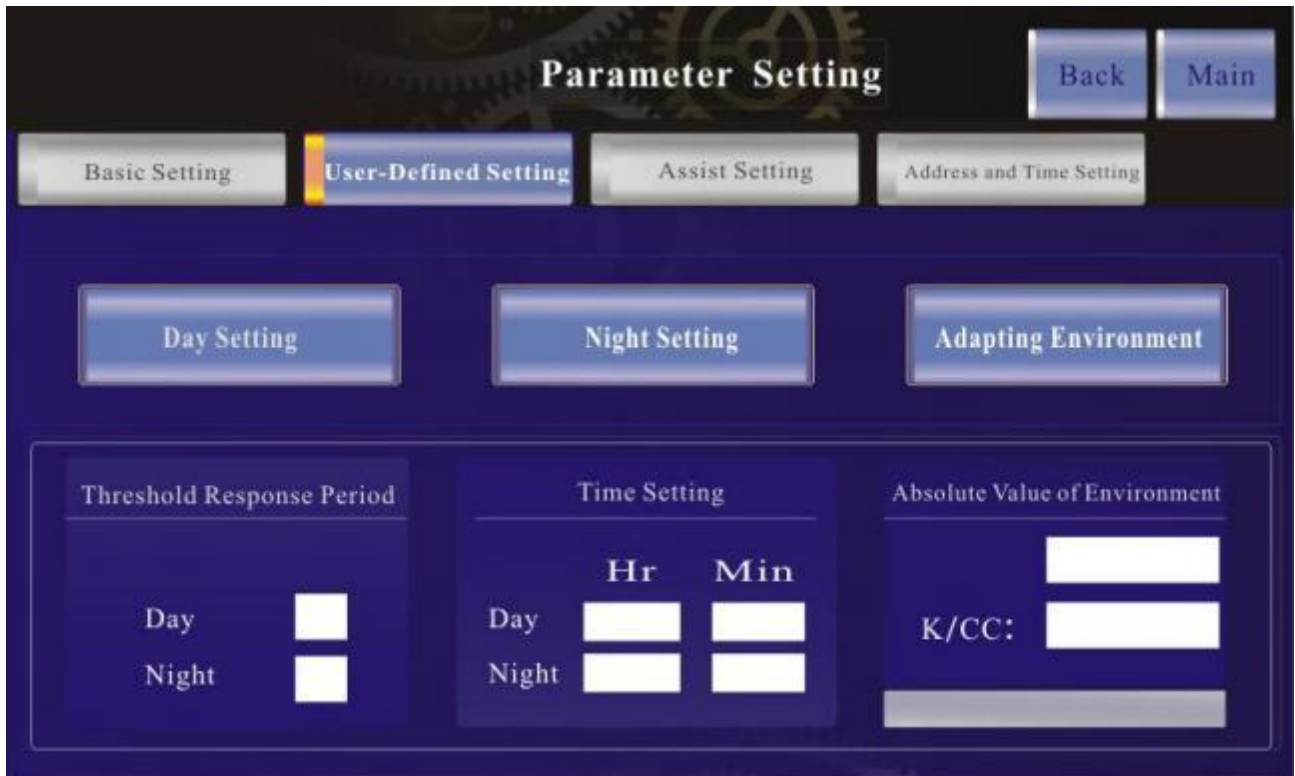 Parameter Setting
Back
Main
Basic Setting
User-Defined Setting
Assist Setting
Address and Time Setting
Day Setting
Night Setting
Adapting Environment
Threshold Response Period
Day
Night
Time Setting
Hr Min
Day
Night
Absolute Value of Environment
K/CC: